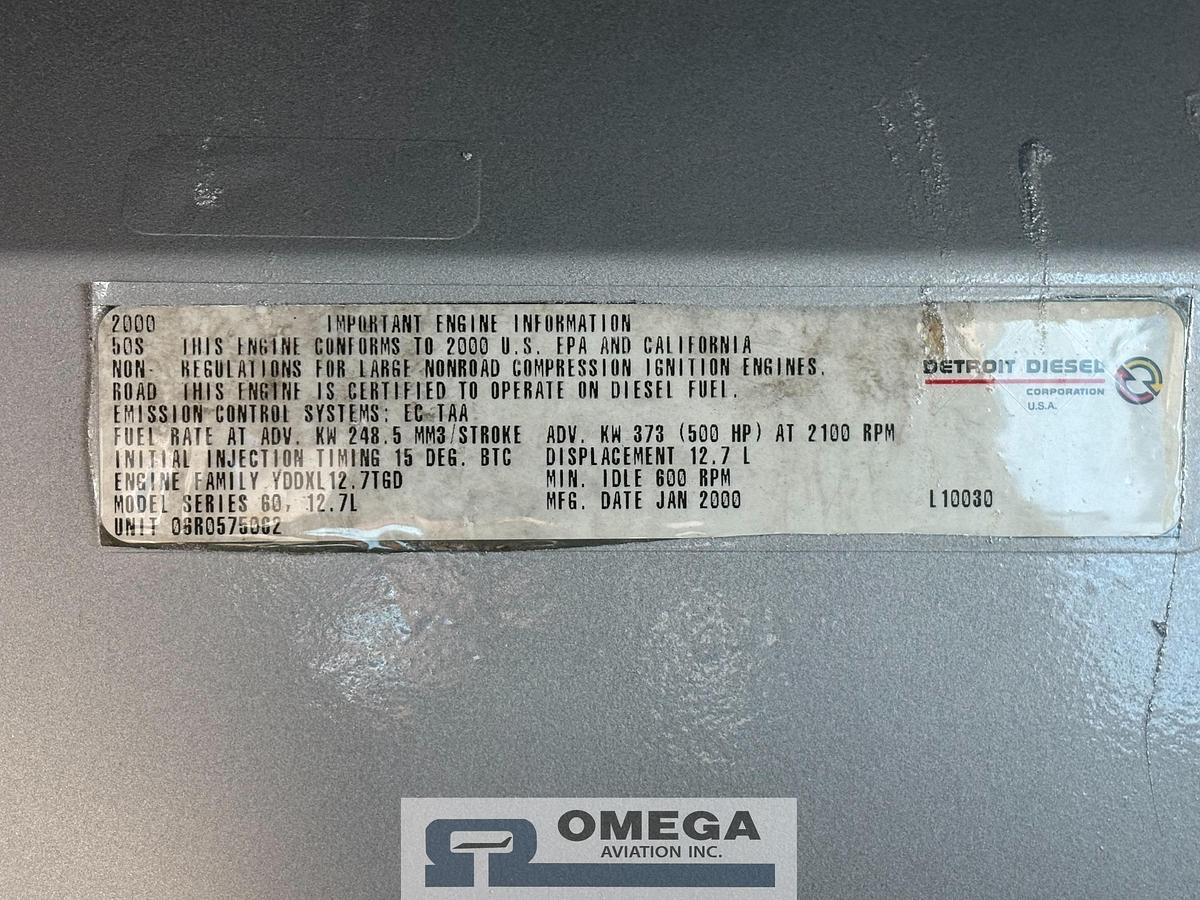 2000 IMPORTANT ENGINE INFORMATION
50S THIS ENGINE CONFORMS TO 2000 U.S. EPA AND CALIFORNIA
NON- REGULATIONS FOR LARGE NONROAD COMPRESSION IGNITION ENGINES.
ROAD THIS ENGINE IS CERTIFIED TO OPERATE ON DIESEL FUEL.
EMISSION CONTROL SYSTEMS: EC TAA
FUEL RATE AT ADV. KW 248.5 MM3/STROKE ADV. KW 373 (500 HP) AT 2100 RPM
INITIAL INJECTION TIMING 15 DEG. BTC DISPLACEMENT 12.7 L
ENGINE FAMILY YDDXL12.7TGD MIN. IDLE 600 RPM
MODEL SERIES 60, 12.7L MFG. DATE JAN 2000 L10030
UNIT
DETROIT DIESEL
CORPORATION
U.S.A.
OMEGA
AVIATION INC.